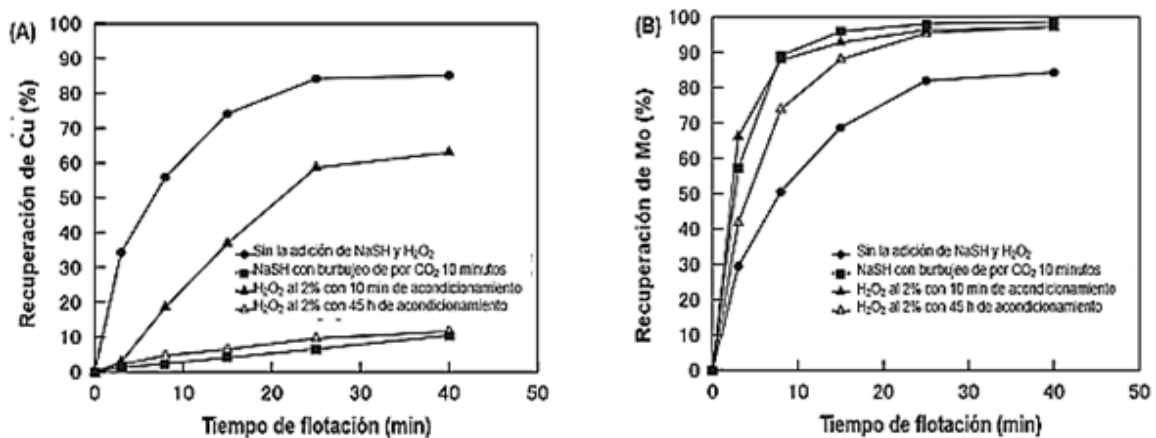 (A)
100
90
80
70
60
50
40
30
20
10
0
Recuperación de Cu (%)
Sin la adición de NaSH y H₂O₂
NaSH con burbujeo de por CO₂ 10 minutos
H₂O₂ al 2% con 10 min de acondicionamiento
H₂O₂ al 2% con 45 h de acondicionamiento
0 10 20 30 40 50
Tiempo de flotación (min)
(B)
100
90
80
70
60
50
40
30
20
10
0
Recuperación de Mo (%)
Sin la adición de NaSH y H₂O₂
NaSH con burbujeo de por CO₂ 10 minutos
H₂O₂ al 2% con 10 min de acondicionamiento
H₂O₂ al 2% con 45 h de acondicionamiento
0 10 20 30 40 50
Tiempo de flotación (min)